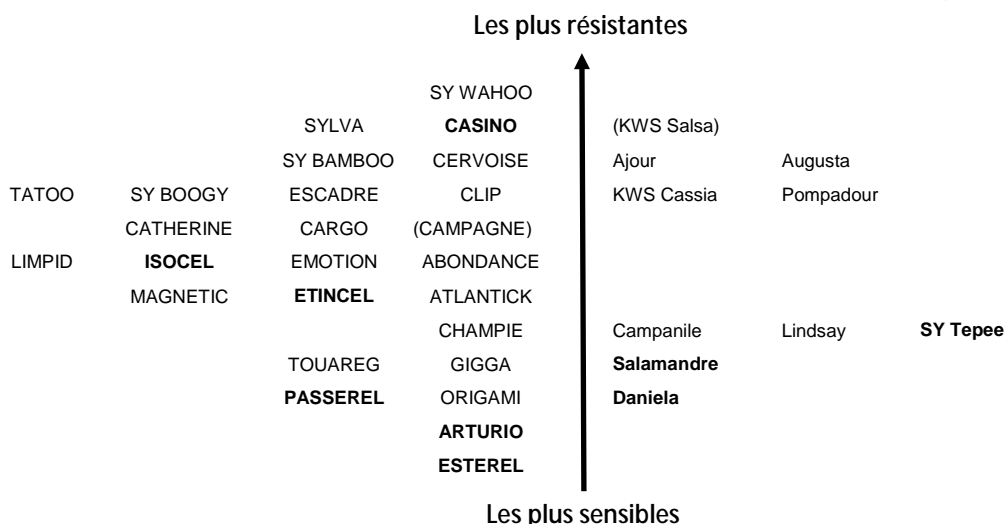 Les plus résistantes
SY WAHOO
SYLVA CASINO (KWS Salsa)
SY BAMBOO CERVOISE Ajour Augusta
TATOO SY BOOGY ESCADRE CLIP KWS Cassia Pompadour
CATHERINE CARGO (CAMPAGNE)
LIMPID ISOCEL EMOTION ABONDANCE
MAGNETIC ETINCEL ATLANTICK
CHAMPIE Campanile Lindsay SY Tepee
TOUAREG GIGGA Salamandre
PASSEREL ORIGAMI Daniela
ARTURIO
ESTEREL
Les plus sensibles